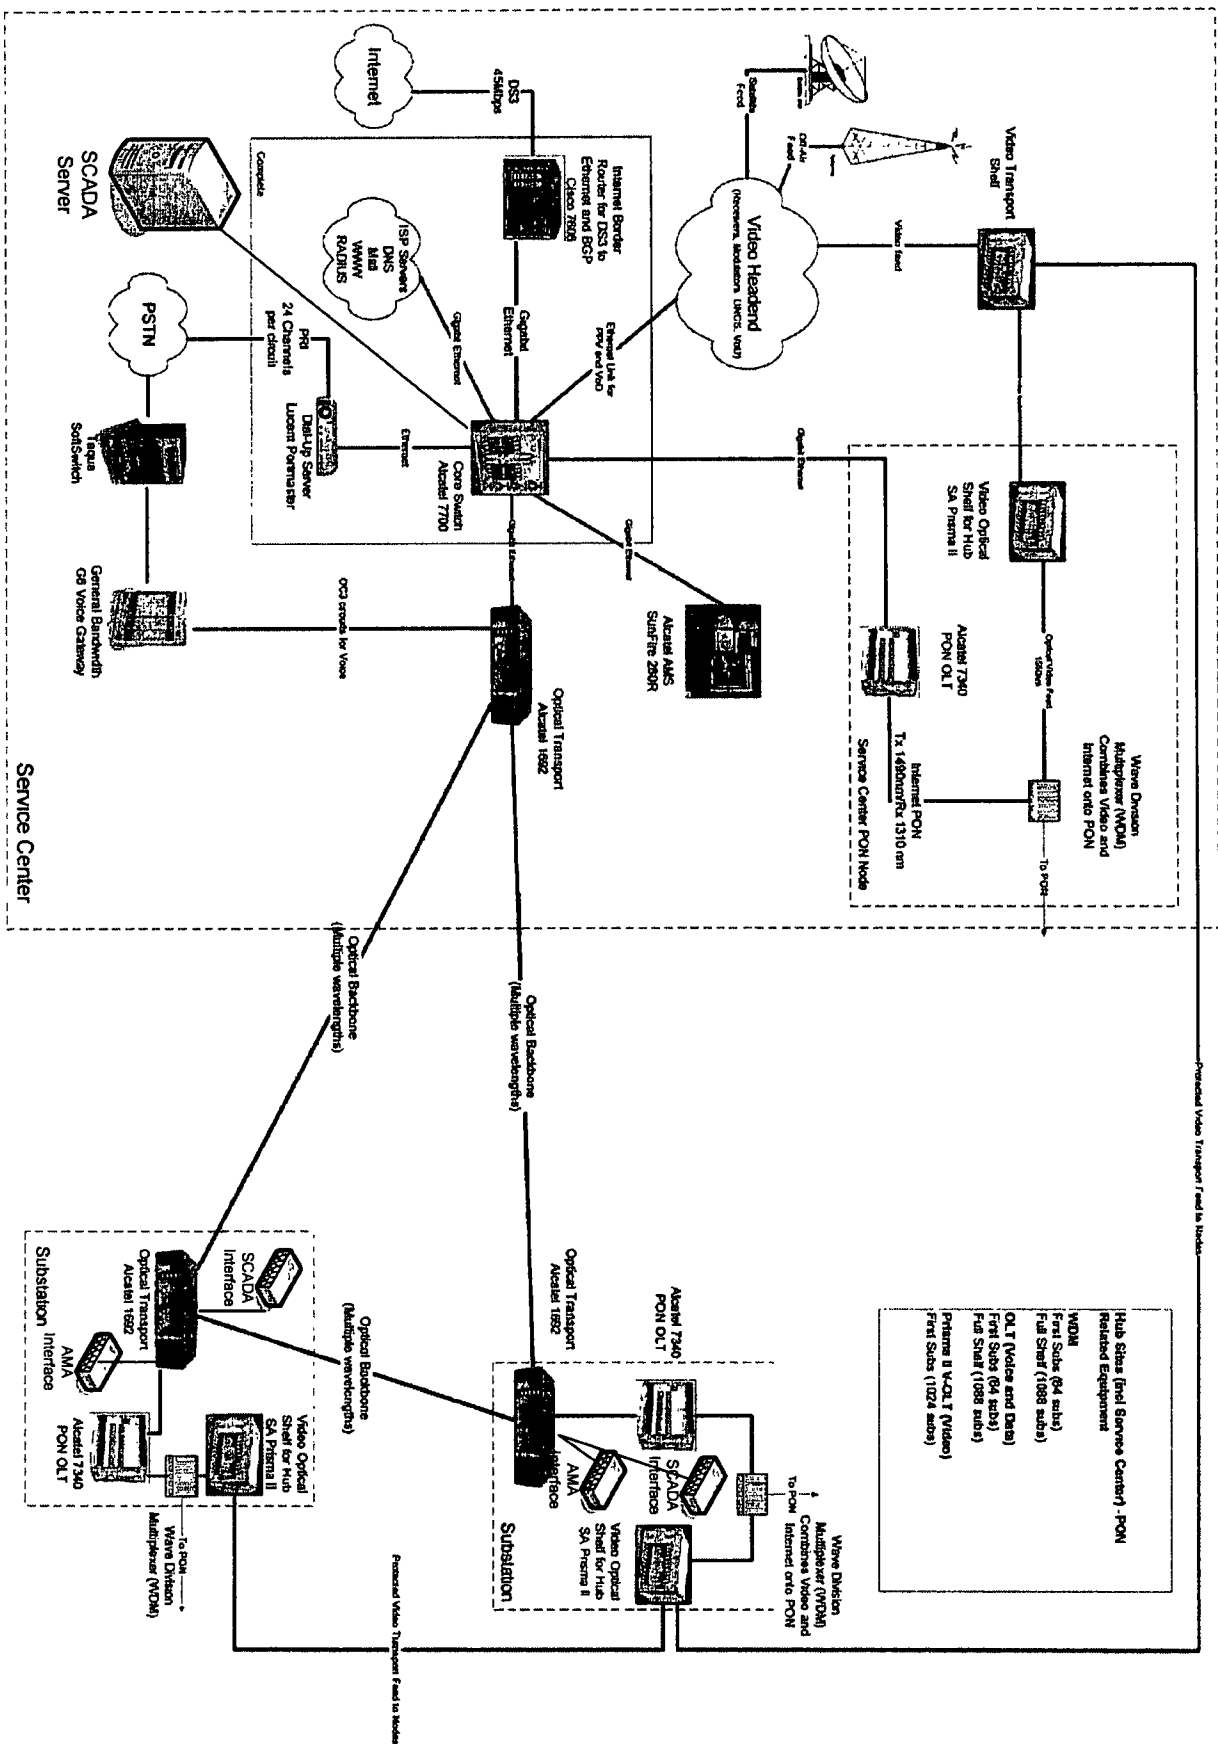 Video Transport
Shelf
Satellite
Feed
Off-Air
Feed
Video Headend
Video feed
Internet
DS3
45Mbps
Internet Border
Router for DS3 to
Ethernet and BGP
Gigabit
Ethernet
Complete
ISP Servers
DNS
Mail
WWW
RADIUS
Gigabit Ethernet
Ethernet Link for
PPV and VoD
SCADA
Server
PSTN
PRI
24 Channels
per circuit
Dial-Up Server
Lucent Portmaster
Ethernet
Core Switch
Alcatel 7700
Gigabit Ethernet
Gigabit Ethernet
Gigabit Ethernet
Taqua
SoftSwitch
General Bandwidth
G6 Voice Gateway
OC3 circuits for Voice
Alcatel AMS
SunFire 280R
Optical Transport
Alcatel 1692
Video Optical
Shelf for Hub
SA Prisma II
Optical Video Feed
1550nm
Alcatel 7340
PON OLT
Wave Division
Multiplexer (WDM)
Combines Video and
Internet onto PON
Internet PON
Tx 1490nm/Rx 1310 nm
To PON
Service Center PON Node
Service Center
Optical Backbone
(Multiple wavelengths)
Optical Backbone
(Multiple wavelengths)
Protected Video Transport Feed to Nodes
Hub Sites (incl Service Center) - PON
Related Equipment
WDM
First Subs (64 subs)
Full Shelf (1088 subs)
OLT (Voice and Data)
First Subs (64 subs)
Full Shelf (1088 subs)
Prisma II V-OLT (Video)
First Subs (1024 subs)
Optical Transport
Alcatel 1692
Alcatel 7340
PON OLT
SCADA
Interface
AMA
Interface
To PON
Wave Division
Multiplexer (WDM)
Combines Video and
Internet onto PON
Video Optical
Shelf for Hub
SA Prisma II
Substation
Optical Backbone
(Multiple wavelengths)
SCADA
Interface
Optical Transport
Alcatel 1692
Substation
AMA
Interface
Video Optical
Shelf for Hub
SA Prisma II
Alcatel 7340
PON OLT
To PON
Wave Division
Multiplexer (WDM)
Protected Video Transport Feed to Nodes